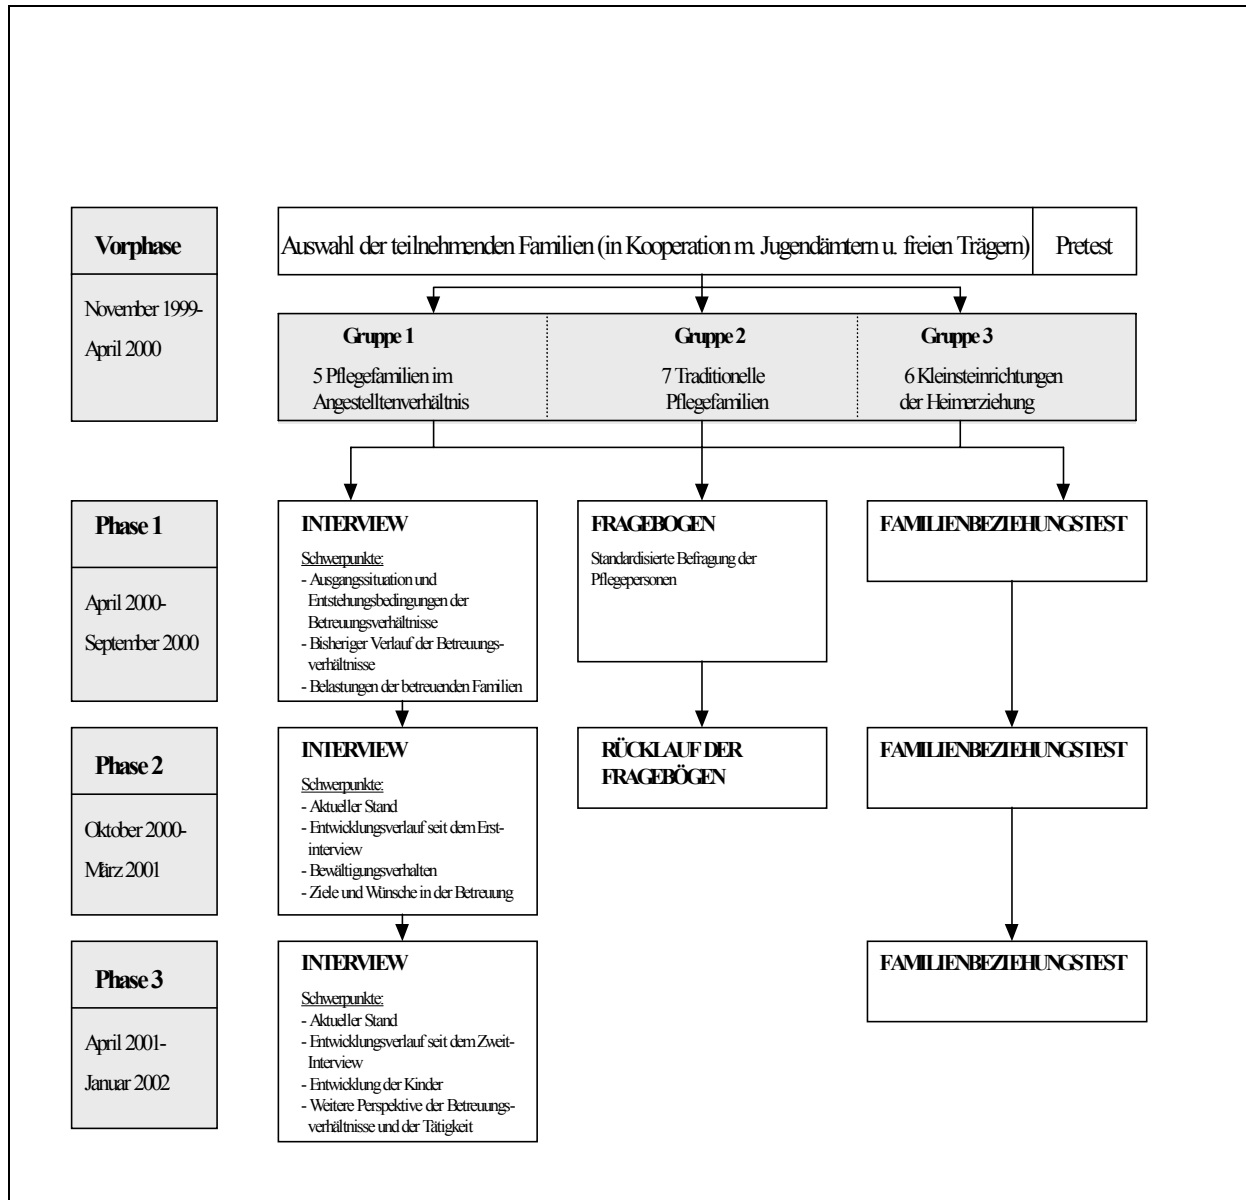 Vorphase
November 1999-
April 2000
Auswahl der teilnehmenden Familien (in Kooperation m. Jugendämtern u. freien Trägern)
Pretest
Gruppe 1
5 Pflegefamilien im
Angestelltenverhältnis
Gruppe 2
7 Traditionelle
Pflegefamilien
Gruppe 3
6 Kleinsteinrichtungen
der Heimerziehung
Phase 1
April 2000-
September 2000
INTERVIEW
Schwerpunkte:
- Ausgangssituation und
Entstehungsbedingungen der
Betreuungsverhältnisse
- Bisheriger Verlauf der Betreuungs-
verhältnisse
- Belastungen der betreuenden Familien
FRAGEBOGEN
Standardisierte Befragung der
Pflegepersonen
FAMILIENBEZIEHUNGSTEST
Phase 2
Oktober 2000-
März 2001
INTERVIEW
Schwerpunkte:
- Aktueller Stand
- Entwicklungsverlauf seit dem Erst-
interview
- Bewältigungsverhalten
- Ziele und Wünsche in der Betreuung
RÜCKLAUF DER
FRAGEBÖGEN
FAMILIENBEZIEHUNGSTEST
Phase 3
April 2001-
Januar 2002
INTERVIEW
Schwerpunkte:
- Aktueller Stand
- Entwicklungsverlauf seit dem Zweit-
Interview
- Entwicklung der Kinder
- Weitere Perspektive der Betreuungs-
verhältnisse und der Tätigkeit
FAMILIENBEZIEHUNGSTEST